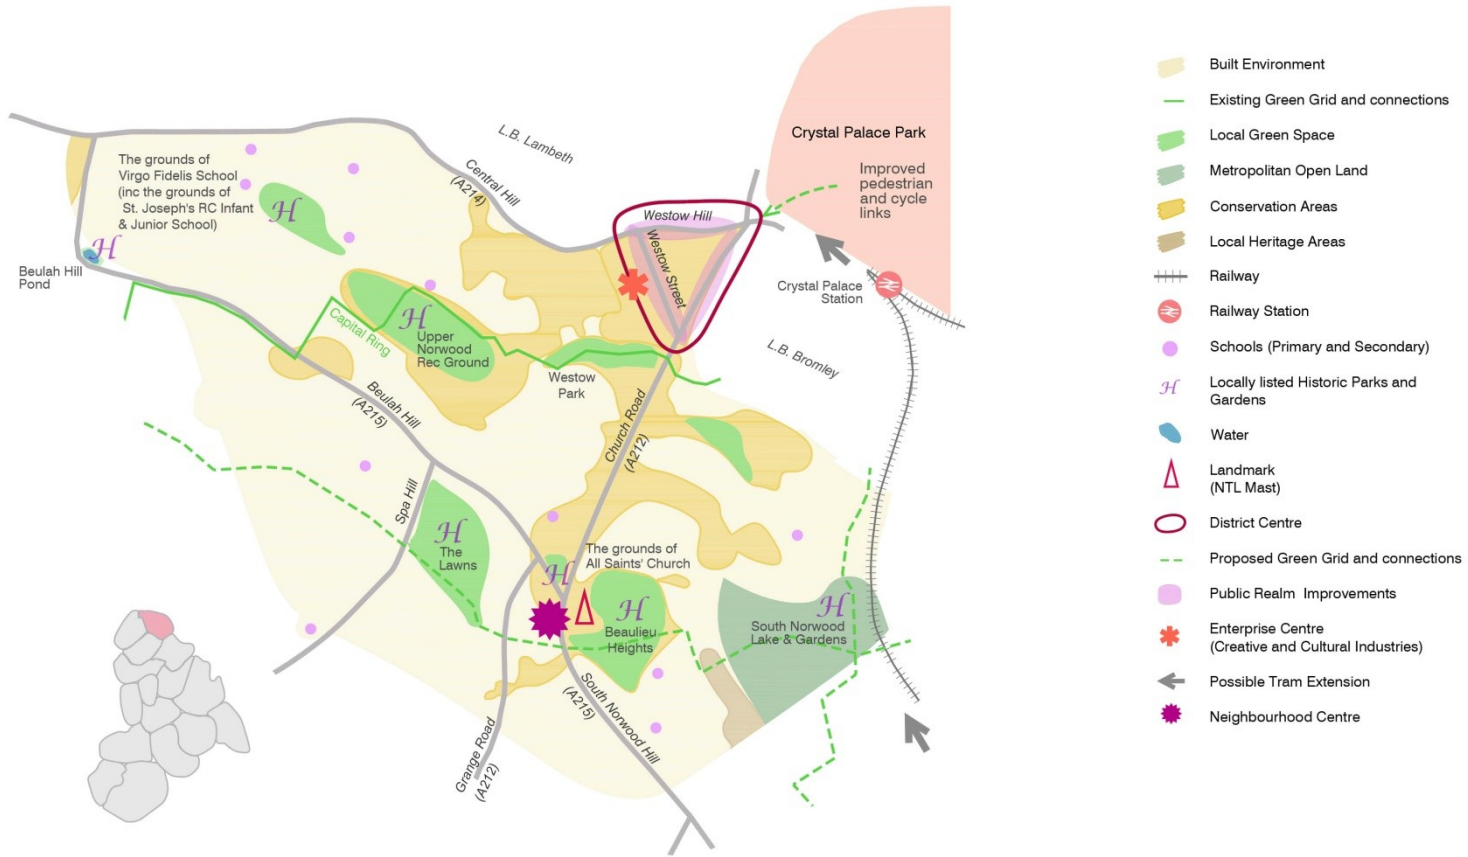 L.B. Lambeth
Crystal Palace Park
Central Hill
(A214)
The grounds of
Virgo Fidelis School
(inc the grounds of
St. Joseph's RC Infant
& Junior School)
H
Improved
pedestrian
and cycle
links
Westow Hill
Westow Street
H
Beulah Hill
Pond
Crystal Palace
Station
Capital Ring
H
Upper
Norwood
Rec Ground
L.B. Bromley
Westow
Park
Beulah Hill
(A215)
Church Road
(A212)
Spa Hill
H
The
Lawns
The grounds of
All Saints' Church
H
H
Beaulieu
Heights
H
South Norwood
Lake & Gardens
South Norwood Hill
(A215)
Grange Road
(A212)
Built Environment
Existing Green Grid and connections
Local Green Space
Metropolitan Open Land
Conservation Areas
Local Heritage Areas
Railway
Railway Station
Schools (Primary and Secondary)
H
Locally listed Historic Parks and
Gardens
Water
Landmark
(NTL Mast)
District Centre
Proposed Green Grid and connections
Public Realm Improvements
Enterprise Centre
(Creative and Cultural Industries)
Possible Tram Extension
Neighbourhood Centre